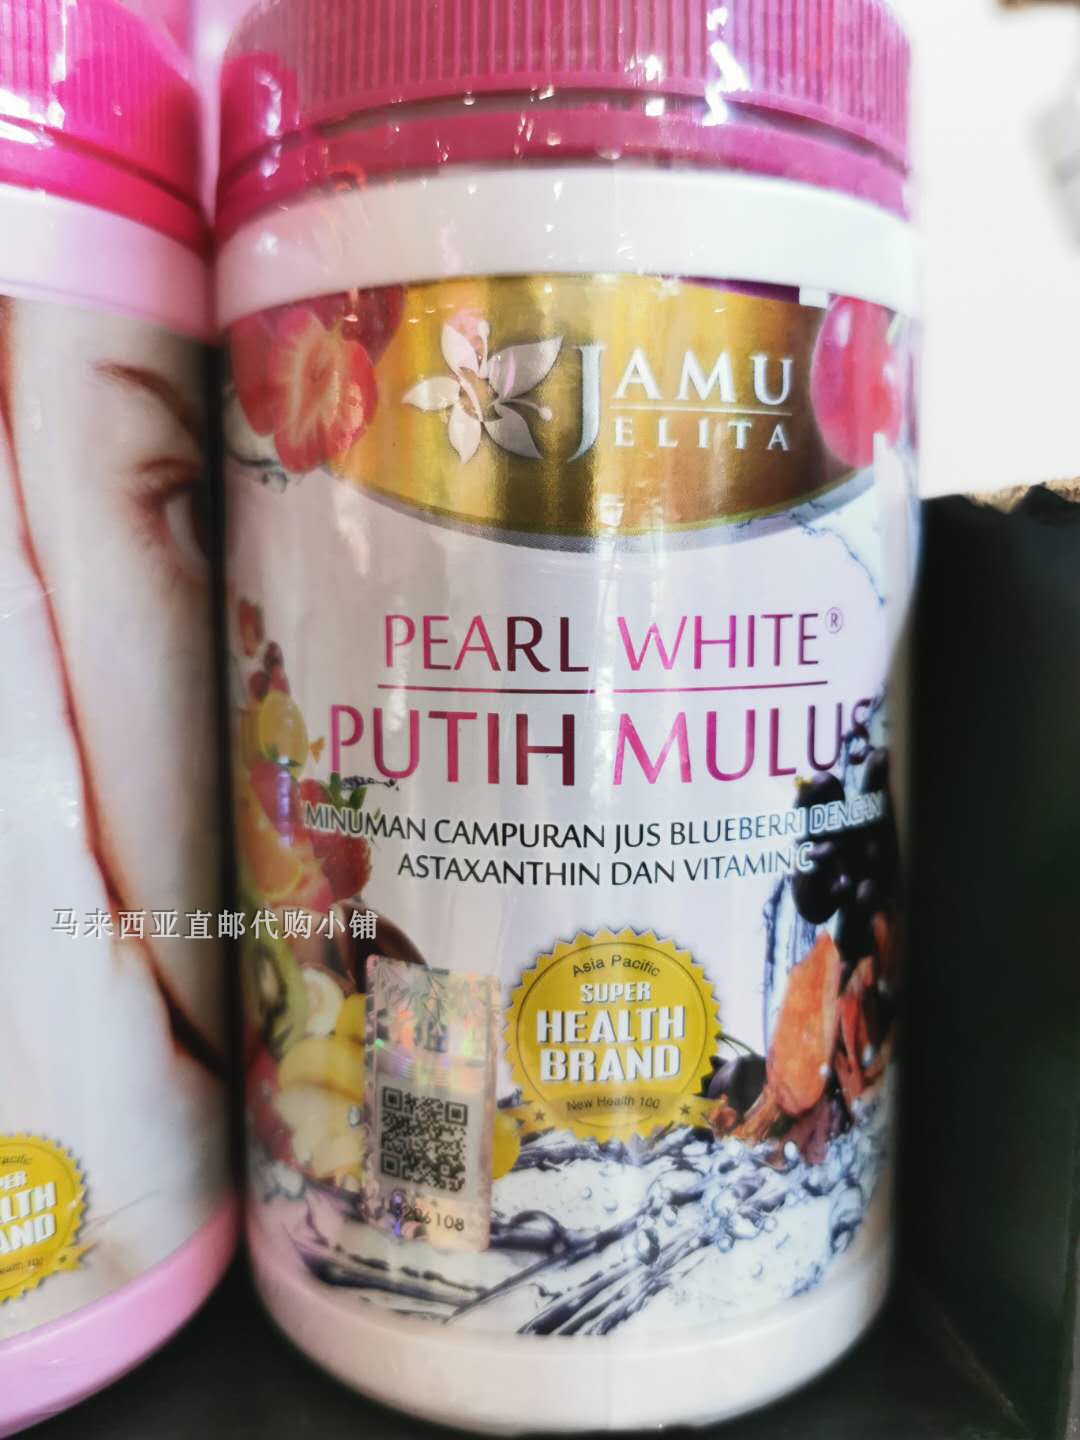 JAMU
ELITA
PEARL WHITE®
PUTIH MULUS
MINUMAN CAMPURAN JUS BLUEBERRI DENGAN
ASTAXANTHIN DAN VITAMIN C
马来西亚直邮代购小铺
Asia Pacific
SUPER
HEALTH
BRAND
New Health 100